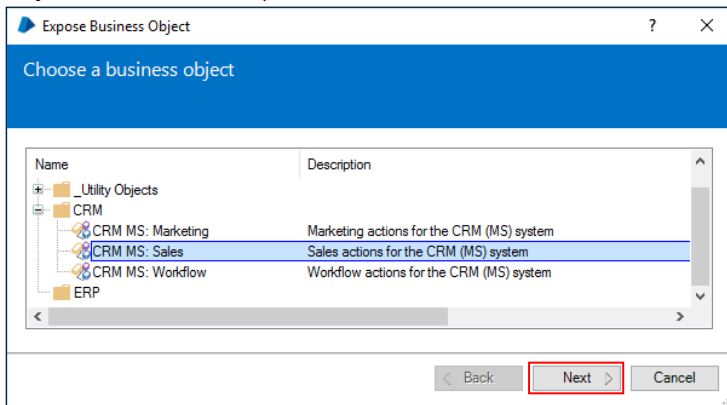 Expose Business Object
Choose a business object
Name Description
_Utility Objects
CRM
CRM MS: Marketing Marketing actions for the CRM (MS) system
CRM MS: Sales Sales actions for the CRM (MS) system
CRM MS: Workflow Workflow actions for the CRM (MS) system
ERP
Back Next Cancel